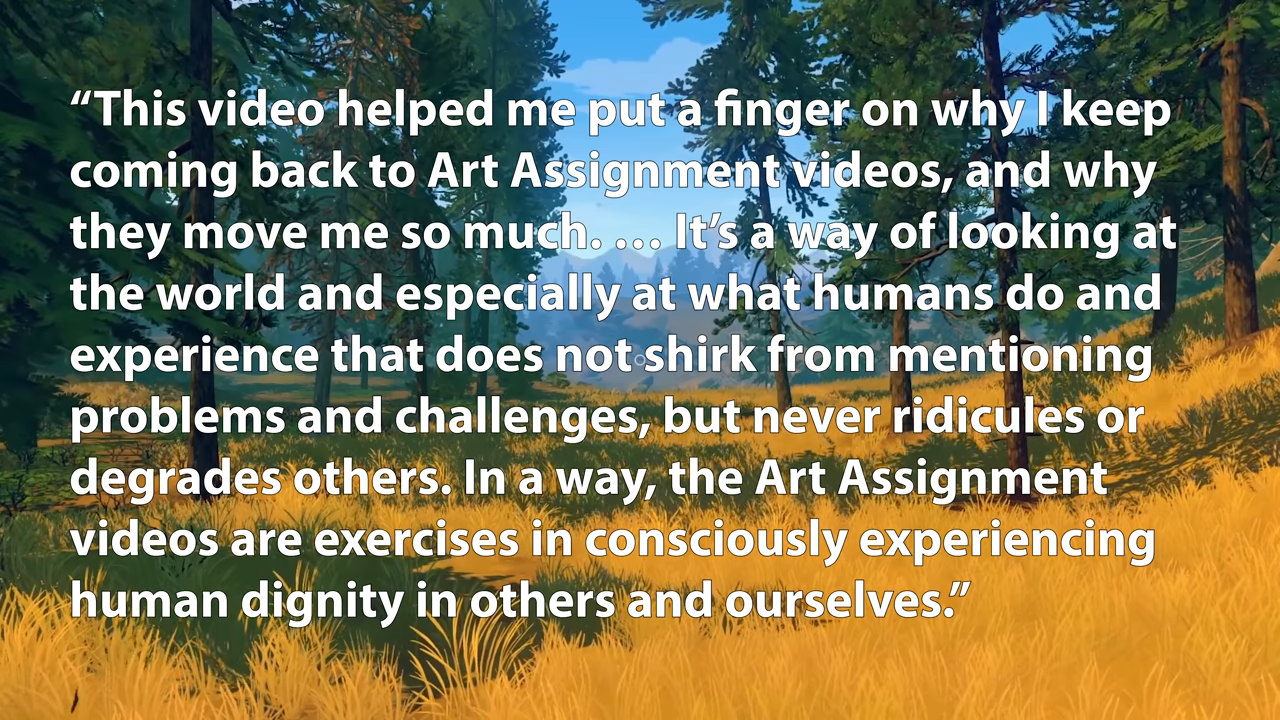 “This video helped me put a finger on why I keep
coming back to Art Assignment videos, and why
they move me so much. … It’s a way of looking at
the world and especially at what humans do and
experience that does not shirk from mentioning
problems and challenges, but never ridicules or
degrades others. In a way, the Art Assignment
videos are exercises in consciously experiencing
human dignity in others and ourselves.”